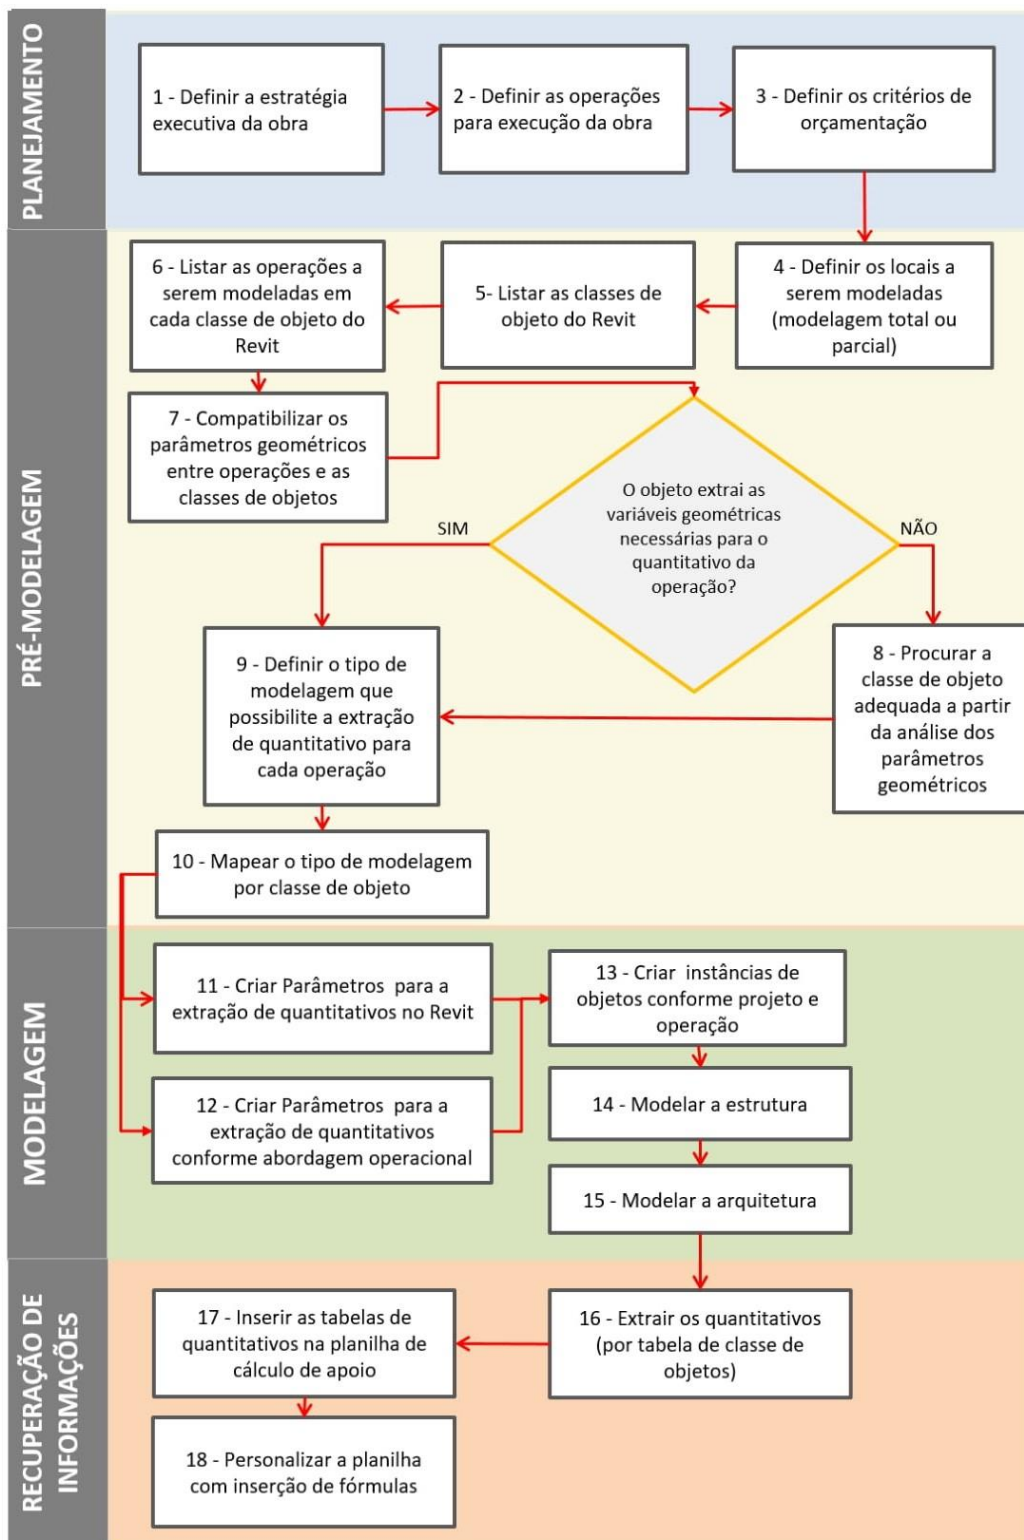 PLANEJAMENTO
1 - Definir a estratégia
executiva da obra
2 - Definir as operações
para execução da obra
3 - Definir os critérios de
orçamentação
PRÉ-MODELAGEM
6 - Listar as operações a
serem modeladas em
cada classe de objeto do
Revit
5- Listar as classes de
objeto do Revit
4 - Definir os locais a
serem modeladas
(modelagem total ou
parcial)
7 - Compatibilizar os
parâmetros geométricos
entre operações e as
classes de objetos
O objeto extrai as
variáveis geométricas
necessárias para o
quantitativo da
operação?
SIM
NÃO
9 - Definir o tipo de
modelagem que
possibilite a extração
de quantitativo para
cada operação
8 - Procurar a
classe de objeto
adequada a partir
da análise dos
parâmetros
geométricos
10 - Mapear o tipo de modelagem
por classe de objeto
MODELAGEM
11 - Criar Parâmetros para a
extração de quantitativos no Revit
13 - Criar instâncias de
objetos conforme projeto e
operação
12 - Criar Parâmetros para a
extração de quantitativos
conforme abordagem operacional
14 - Modelar a estrutura
15 - Modelar a arquitetura
RECUPERAÇÃO DE
INFORMAÇÕES
17 - Inserir as tabelas de
quantitativos na planilha de
cálculo de apoio
16 - Extrair os quantitativos
(por tabela de classe de
objetos)
18 - Personalizar a planilha
com inserção de fórmulas